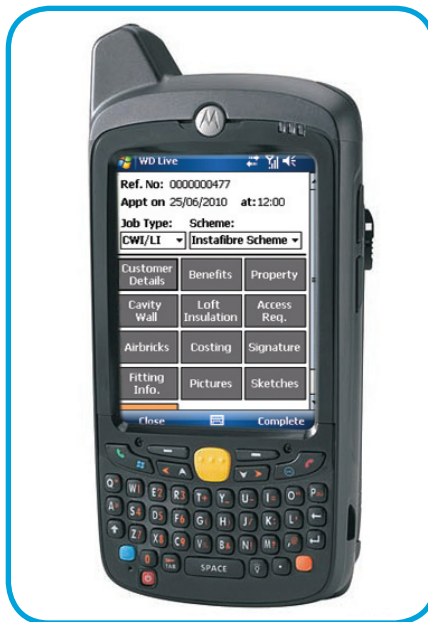 MOTOROLA
WD Live
Ref. No: 0000000477
Appt on 25/06/2010 at:12:00
Job Type: Scheme:
CWI/LI Instafibre Scheme
Customer Details Benefits Property
Cavity Wall Loft Insulation Access Req.
Airbricks Costing Signature
Fitting Info. Pictures Sketches
Close Complete
Q W E R T Y U I O P
A S D F G H J K L
Z X C V B N M
SPACE